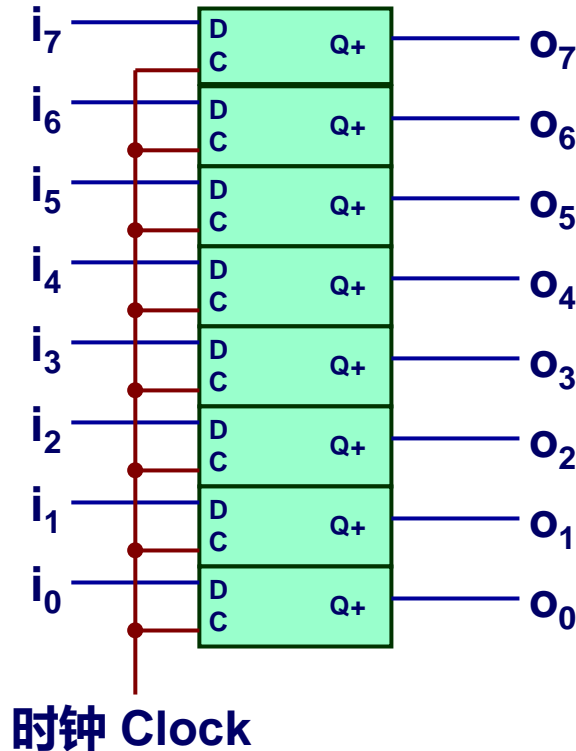 i7 D C Q+ o7
i6 D C Q+ o6
i5 D C Q+ o5
i4 D C Q+ o4
i3 D C Q+ o3
i2 D C Q+ o2
i1 D C Q+ o1
i0 D C Q+ o0
时钟 Clock